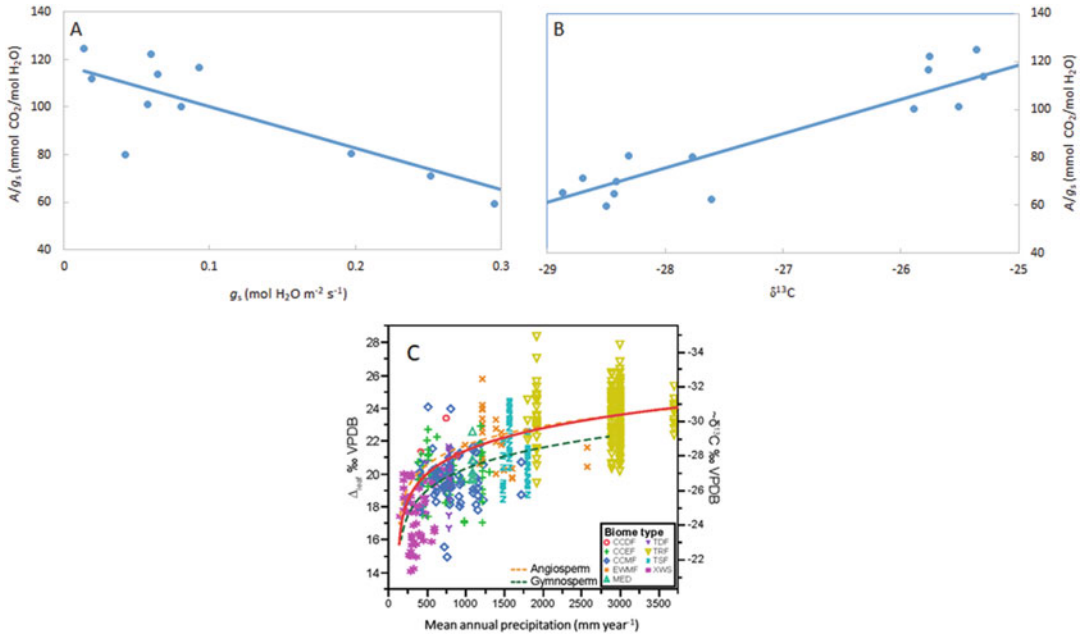 A
A/gs (mmol CO2/mol H2O)
140
120
100
80
60
40
0
0.1
0.2
0.3
gs (mol H2O m-2 s-1)
B
140
120
100
80
60
40
A/gs (mmol CO2/mol H2O)
-29
-28
-27
-26
-25
δ13C
C
Δleaf ‰ VPDB
28
26
24
22
20
18
16
14
-34
-32
-30
-28
-26
-24
-22
~δ13C ‰ VPDB
Angiosperm
Gymnosperm
Biome type
CCDF
CCEF
CCMF
EWMF
MED
TDF
TRF
TSF
XWS
0
500
1000
1500
2000
2500
3000
3500
Mean annual precipitation (mm year-1)